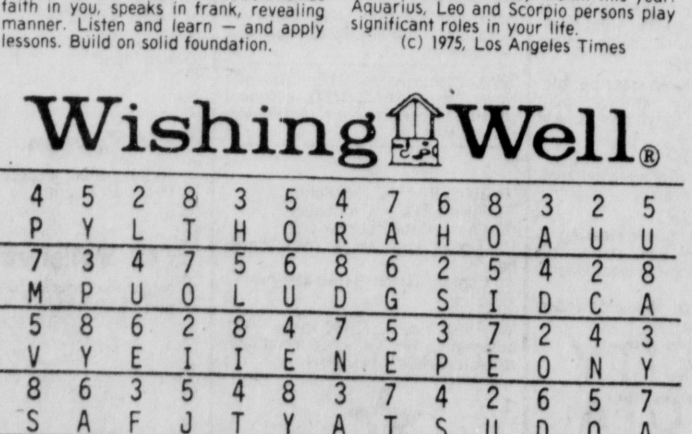 faith in you, speaks in frank, revealing
manner. Listen and learn — and apply
lessons. Build on solid foundation.
Aquarius, Leo and Scorpio persons play
significant roles in your life.
(c) 1975, Los Angeles Times
Wishing Well®
4 5 2 8 3 5 4 7 6 8 3 2 5
P Y L T H O R A H O A U U
7 3 4 7 5 6 8 6 2 5 4 2 8
M P U O L U D G S I D C A
5 8 6 2 8 4 7 5 3 7 2 4 3
V Y E I I E N E P E O N Y
8 6 3 5 4 8 3 7 4 2 6 5 7
S A F J T Y A T S U D O A